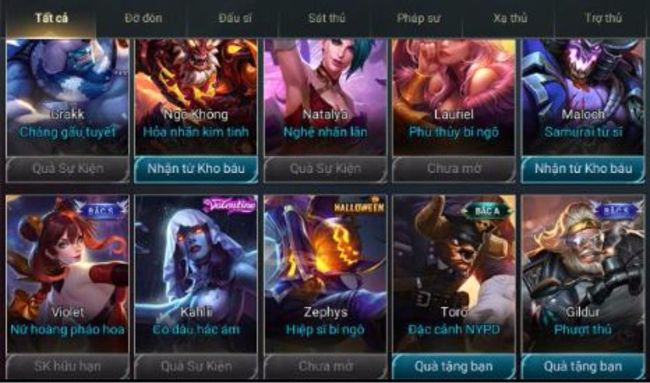 Tất cả Đỡ đòn Đấu sĩ Sát thủ Pháp sư Xạ thủ Trợ thủ
Grakk Ngộ Không Natalya Lauriel Maloch
Chàng gấu tuyết Hỏa nhãn kim tinh Nghệ nhân lân Phù thủy bí ngô Samurai tử sĩ
Quà Sự Kiện Nhận từ Kho báu Quà Sự Kiện Chưa mở Nhận từ Kho báu
BẬC S Valentine HALLOWEEN BẬC A BẬC S
Violet Kahlii Zephys Toro Gildur
Nữ hoàng pháo hoa Cô dâu hắc ám Hiệp sĩ bí ngô Đặc cảnh NYPD Phượt thủ
SK hữu hạn Quà Sự Kiện Chưa mở Quà tặng bạn Quà tặng bạn